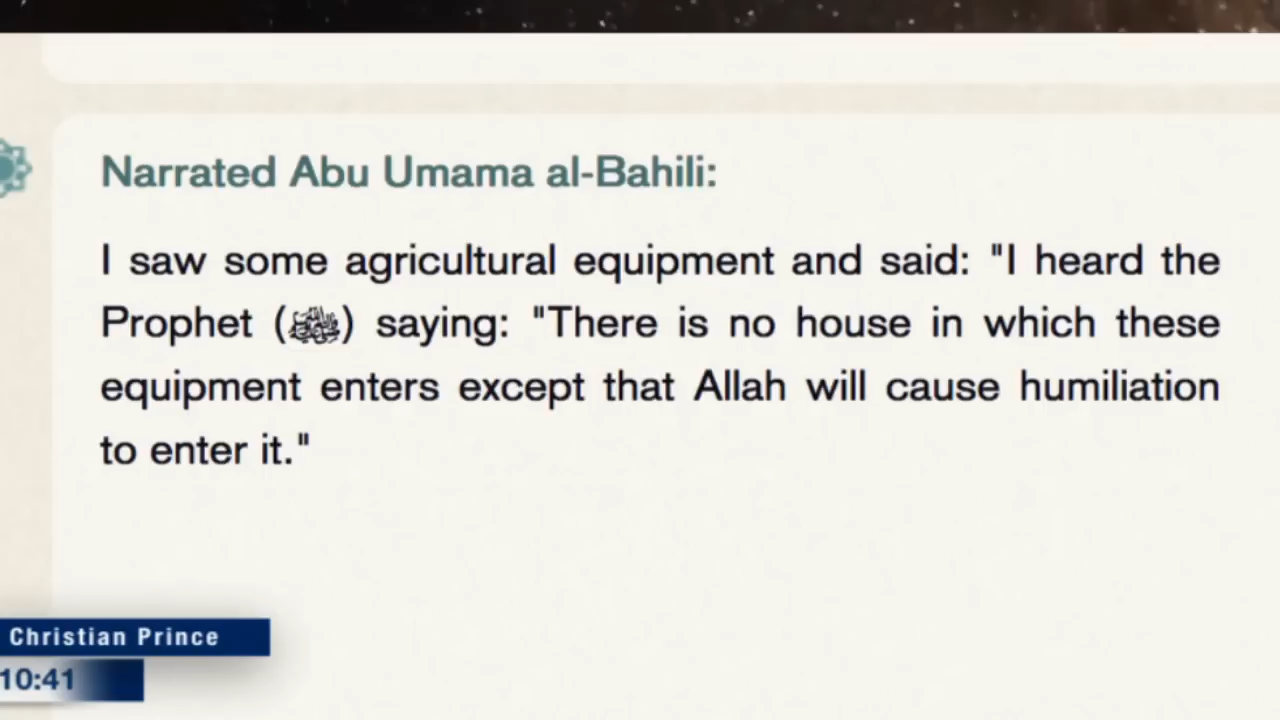 Narrated Abu Umama al-Bahili:
I saw some agricultural equipment and said: "I heard the
Prophet (ﷺ) saying: "There is no house in which these
equipment enters except that Allah will cause humiliation
to enter it."
Christian Prince
10:41